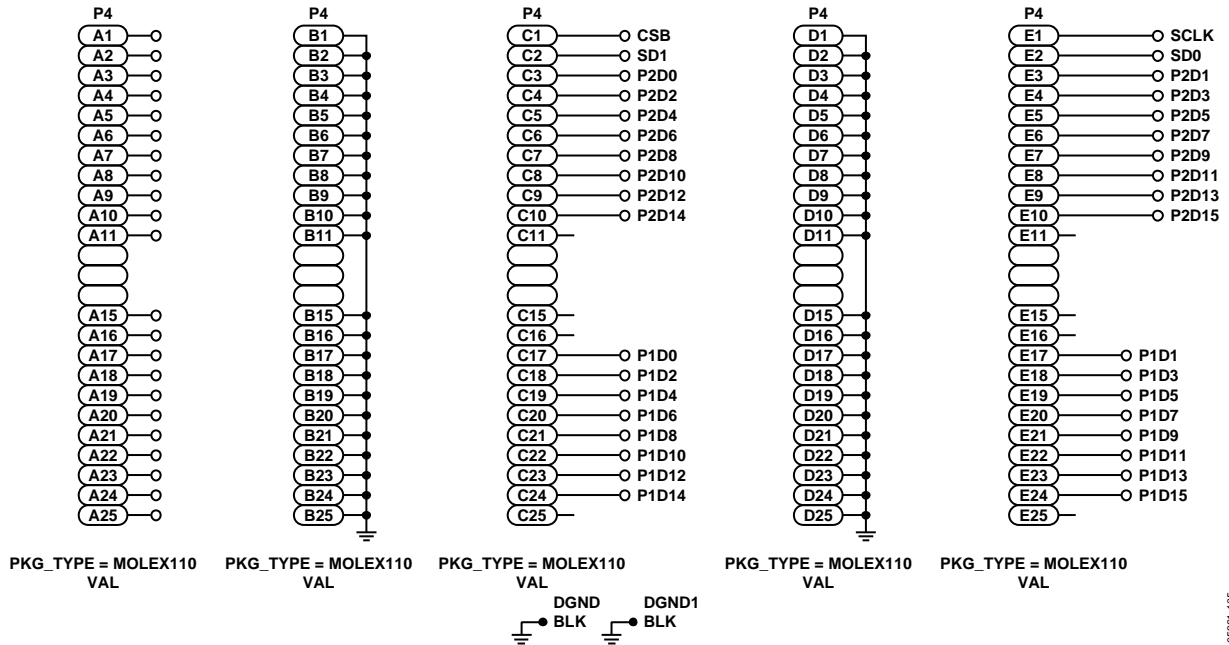 P4
A1
A2
A3
A4
A5
A6
A7
A8
A9
A10
A11
A15
A16
A17
A18
A19
A20
A21
A22
A23
A24
A25
PKG_TYPE = MOLEX110
VAL
P4
B1
B2
B3
B4
B5
B6
B7
B8
B9
B10
B11
B15
B16
B17
B18
B19
B20
B21
B22
B23
B24
B25
PKG_TYPE = MOLEX110
VAL
P4
C1 CSB
C2 SD1
C3 P2D0
C4 P2D2
C5 P2D4
C6 P2D6
C7 P2D8
C8 P2D10
C9 P2D12
C10 P2D14
C11
C15
C16
C17 P1D0
C18 P1D2
C19 P1D4
C20 P1D6
C21 P1D8
C22 P1D10
C23 P1D12
C24 P1D14
C25
PKG_TYPE = MOLEX110
VAL
P4
D1
D2
D3
D4
D5
D6
D7
D8
D9
D10
D11
D15
D16
D17
D18
D19
D20
D21
D22
D23
D24
D25
PKG_TYPE = MOLEX110
VAL
P4
E1 SCLK
E2 SD0
E3 P2D1
E4 P2D3
E5 P2D5
E6 P2D7
E7 P2D9
E8 P2D11
E9 P2D13
E10 P2D15
E11
E15
E16
E17 P1D1
E18 P1D3
E19 P1D5
E20 P1D7
E21 P1D9
E22 P1D11
E23 P1D13
E24 P1D15
E25
PKG_TYPE = MOLEX110
VAL
DGND
BLK
DGND1
BLK